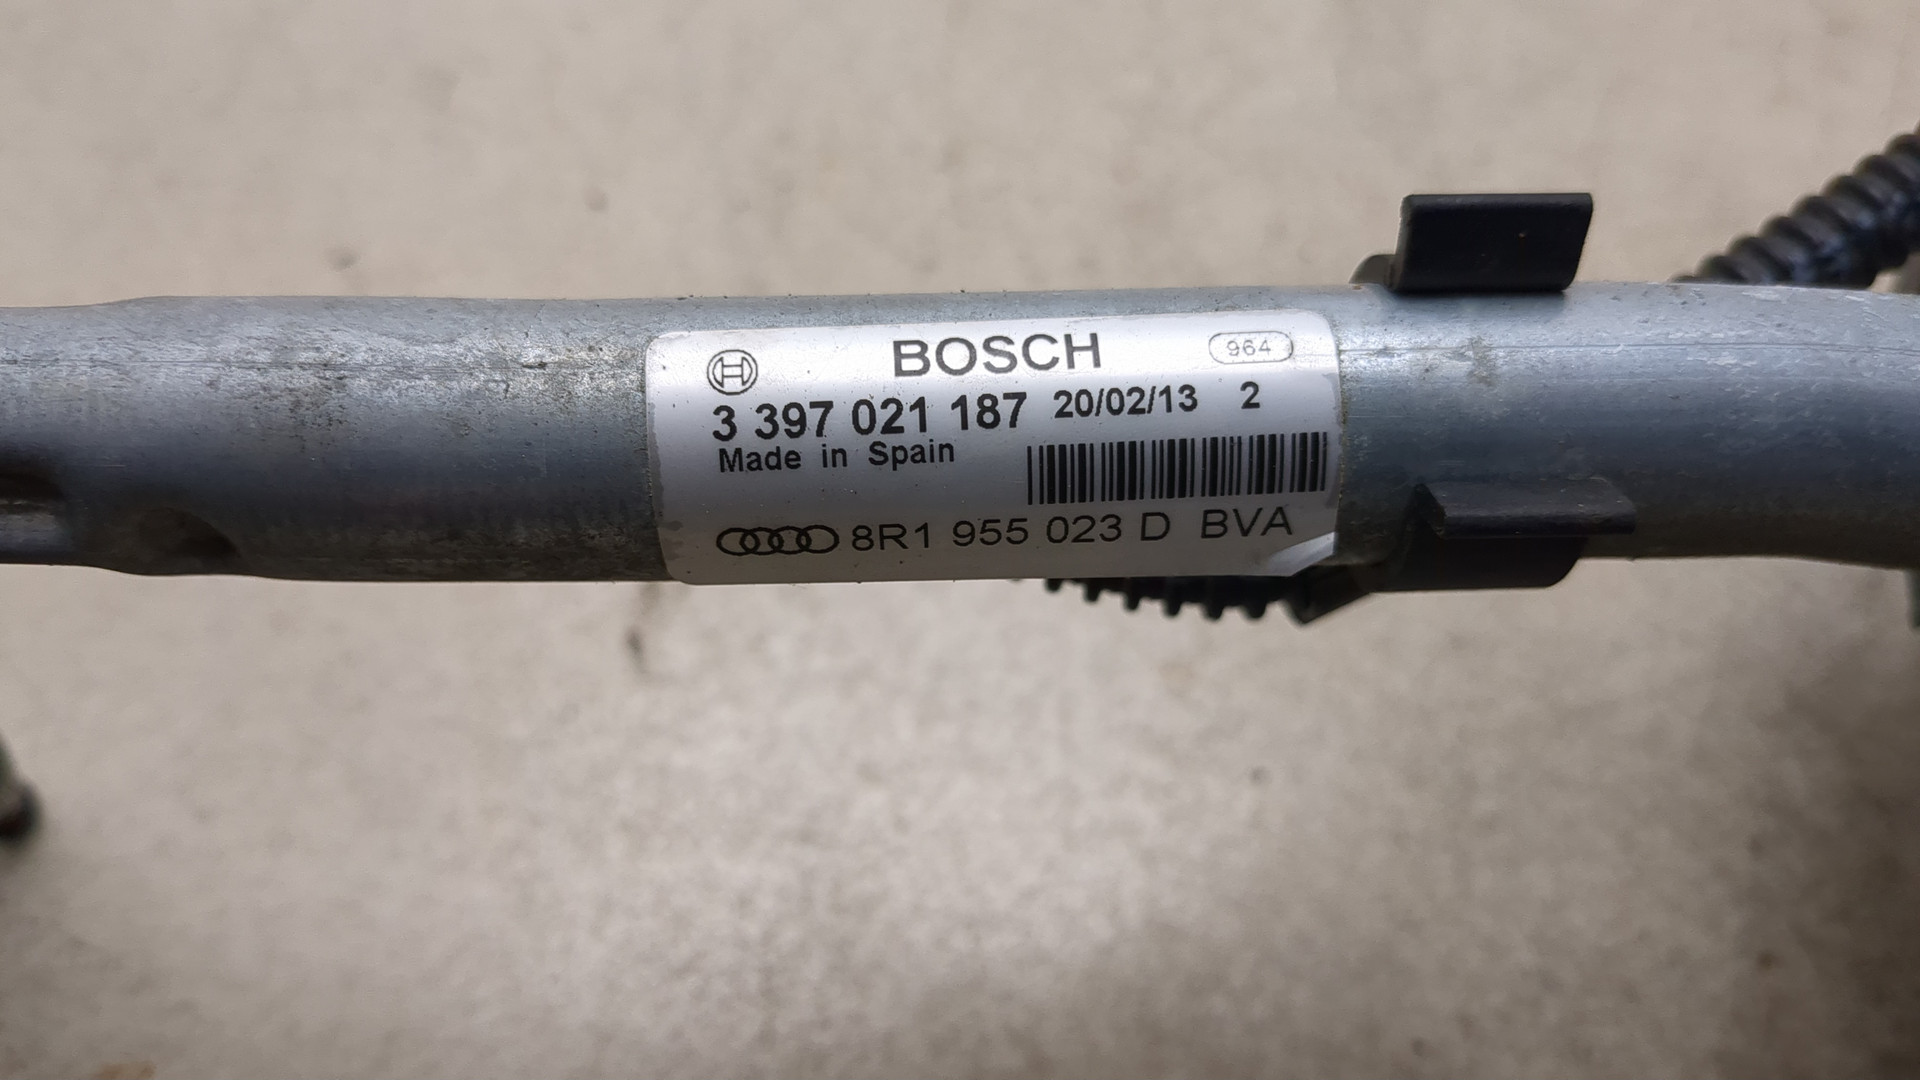 BOSCH 964
3 397 021 187 20/02/13 2
Made in Spain
8R1 955 023 D BVA